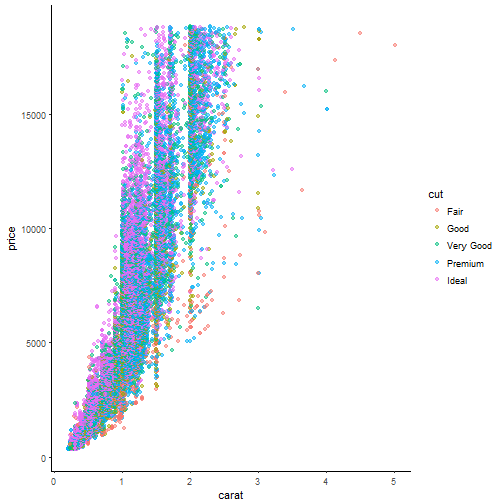 15000
10000
5000
0
price
0
1
2
3
4
5
carat
cut
Fair
Good
Very Good
Premium
Ideal